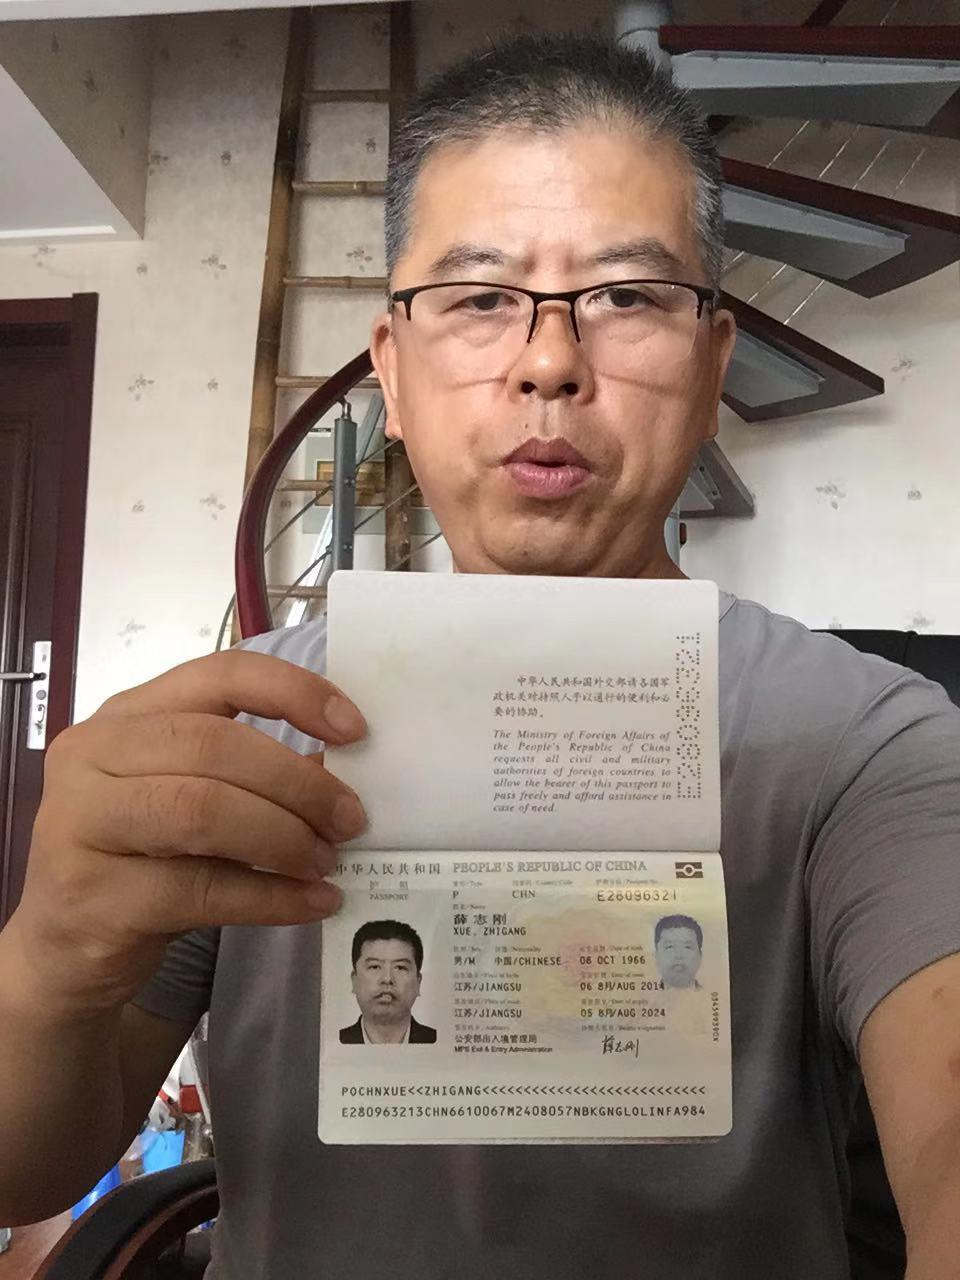 中华人民共和国外交部请各国军
政机关对持照人予以通行的便利和必
要的协助。
The Ministry of Foreign Affairs of
the People's Republic of China
requests all civil and military
authorities of foreign countries to
allow the bearer of this passport to
pass freely and afford assistance in
case of need.
E28096321
中华人民共和国 PEOPLE'S REPUBLIC OF CHINA
护照
PASSPORT
P CHN E28096321
薛志刚
XUE, ZHIGANG
男/M 中国/CHINESE 06 OCT 1966
江苏/JIANGSU 06 8月/AUG 2014
江苏/JIANGSU 05 8月/AUG 2024
公安部出入境管理局
MPS Exit & Entry Administration
薛志刚
POCHNXUE<<ZHIGANG<<<<<<<<<<<<<<<<<<<<<<<<<<<
E280963213CHN6610067M2408057NBKGNGLOLINFA984